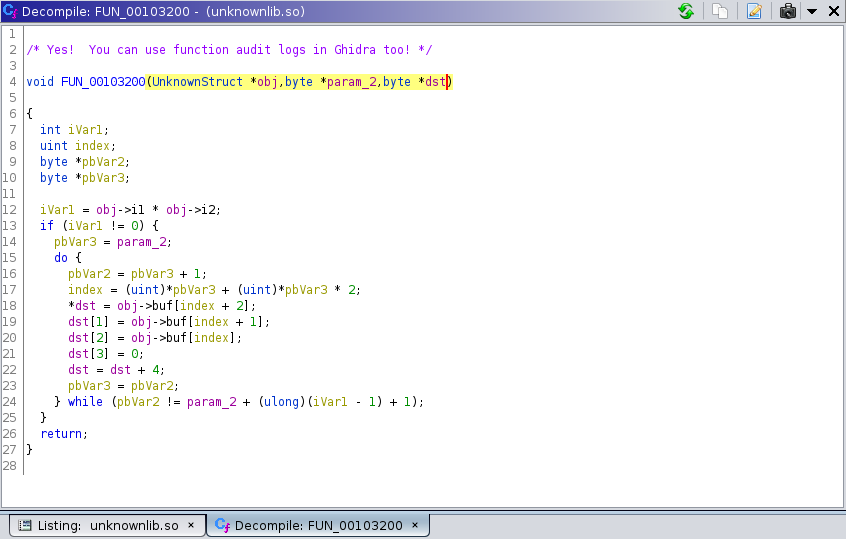 Decompile: FUN_00103200 - (unknownlib.so)
1
2 /* Yes!  You can use function audit logs in Ghidra too! */
3
4 void FUN_00103200(UnknownStruct *obj,byte *param_2,byte *dst)
5
6 {
7   int iVar1;
8   uint index;
9   byte *pbVar2;
10   byte *pbVar3;
11
12   iVar1 = obj->i1 * obj->i2;
13   if (iVar1 != 0) {
14     pbVar3 = param_2;
15     do {
16       pbVar2 = pbVar3 + 1;
17       index = (uint)*pbVar3 + (uint)*pbVar3 * 2;
18       *dst = obj->buf[index + 2];
19       dst[1] = obj->buf[index + 1];
20       dst[2] = obj->buf[index];
21       dst[3] = 0;
22       dst = dst + 4;
23       pbVar3 = pbVar2;
24     } while (pbVar2 != param_2 + (ulong)(iVar1 - 1) + 1);
25   }
26   return;
27 }
28
Listing: unknownlib.so × Decompile: FUN_00103200 ×